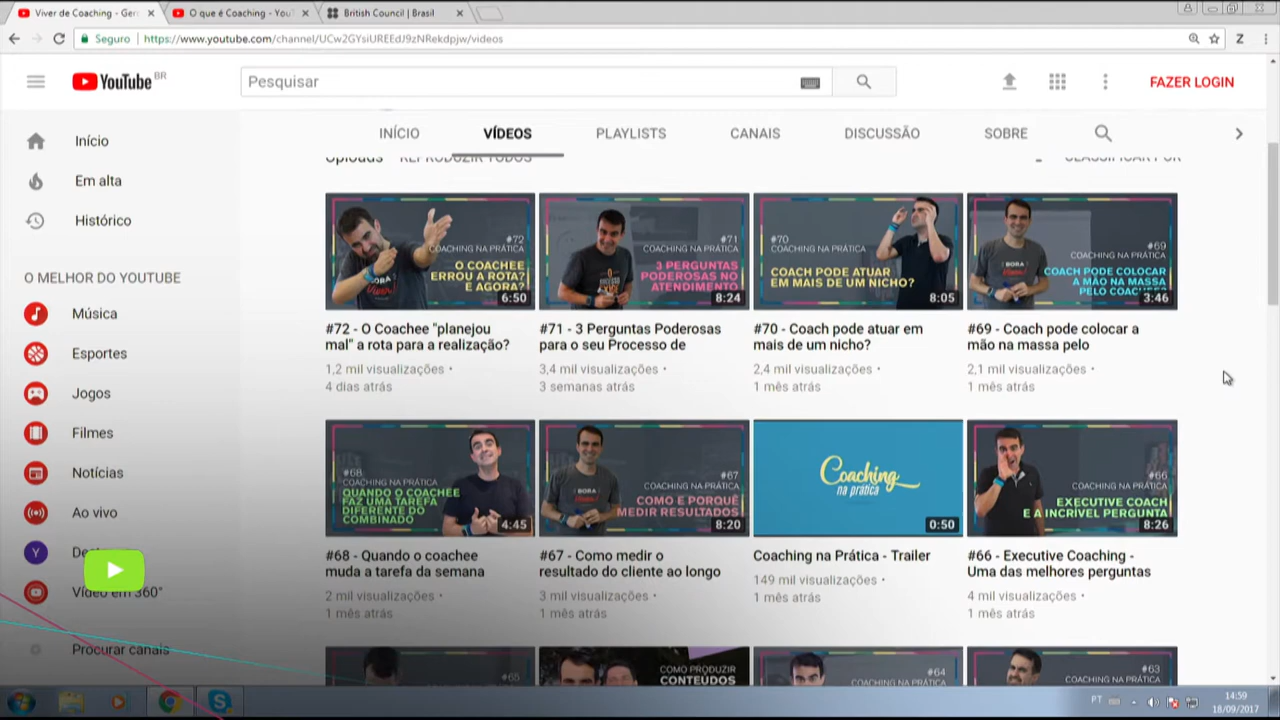 Viver de Coaching - Ger
O que é Coaching - You
British Council | Brasil
Seguro
https://www.youtube.com/channel/UCw2GYsiUREEdJ9zNRekdpjw/videos
Z
YouTube BR
Pesquisar
FAZER LOGIN
INÍCIO
VÍDEOS
PLAYLISTS
CANAIS
DISCUSSÃO
SOBRE
Uploads
REPRODUZIR TODOS
CLASSIFICAR POR
Início
Em alta
Histórico
O MELHOR DO YOUTUBE
Música
Esportes
Jogos
Filmes
Notícias
Ao vivo
Y
Vídeo em 360°
Procurar canais
#72
COACHING NA PRÁTICA
O COACHEE
ERROU A ROTA?
E AGORA?
6:50
#72 - O Coachee "planejou
mal" a rota para a realização?
1,2 mil visualizações •
4 dias atrás
#71
COACHING NA PRÁTICA
3 PERGUNTAS
PODEROSAS NO
ATENDIMENTO
8:24
#71 - 3 Perguntas Poderosas
para o seu Processo de
3,4 mil visualizações •
3 semanas atrás
#70
COACHING NA PRÁTICA
COACH PODE ATUAR
EM MAIS DE UM NICHO?
8:05
#70 - Coach pode atuar em
mais de um nicho?
2,4 mil visualizações •
1 mês atrás
#69
COACHING NA PRÁTICA
COACH PODE COLOCAR
A MÃO NA MASSA
PELO COACHEE?
3:46
#69 - Coach pode colocar a
mão na massa pelo
2,1 mil visualizações •
1 mês atrás
#68
COACHING NA PRÁTICA
QUANDO O COACHEE
FAZ UMA TAREFA
DIFERENTE DO
COMBINADO
4:45
#68 - Quando o coachee
muda a tarefa da semana
2 mil visualizações •
1 mês atrás
#67
COACHING NA PRÁTICA
COMO E PORQUÊ
MEDIR RESULTADOS
8:20
#67 - Como medir o
resultado do cliente ao longo
3 mil visualizações •
1 mês atrás
Coaching
na prática
0:50
Coaching na Prática - Trailer
149 mil visualizações •
1 mês atrás
#66
COACHING NA PRÁTICA
EXECUTIVE COACH
E A INCRÍVEL PERGUNTA
8:26
#66 - Executive Coaching -
Uma das melhores perguntas
4 mil visualizações •
1 mês atrás
#65
COMO PRODUZIR
CONTEÚDOS
#64
COACHING NA PRÁTICA
#63
COACHING NA PRÁTICA
PT
14:59
18/09/2017